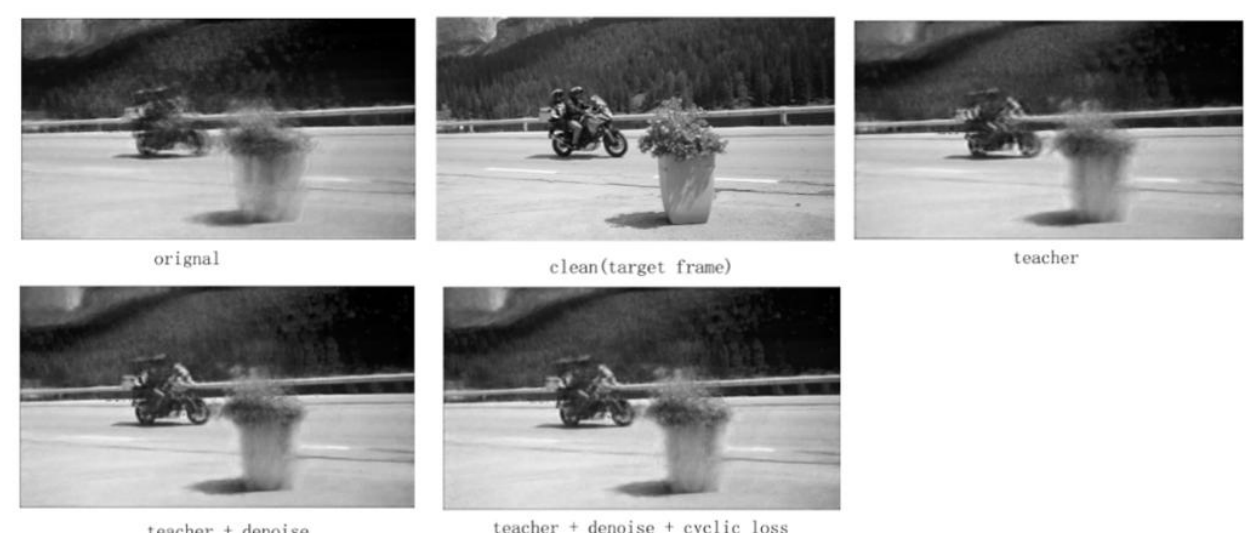 orignal
clean(target frame)
teacher
teacher + denoise
teacher + denoise + cyclic loss